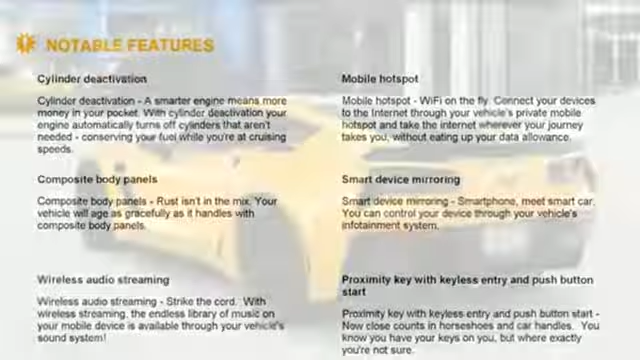 NOTABLE FEATURES
Cylinder deactivation
Cylinder deactivation - A smarter engine means more
money in your pocket. With cylinder deactivation your
engine automatically turns off cylinders that aren't
needed - conserving your fuel while you're at cruising
speeds.
Composite body panels
Composite body panels - Rust isn't in the mix. Your
vehicle will age as gracefully as it handles with
composite body panels.
Wireless audio streaming
Wireless audio streaming - Strike the cord. With
wireless streaming, the endless library of music on
your mobile device is available through your vehicle's
sound system!
Mobile hotspot
Mobile hotspot - WiFi on the fly. Connect your devices
to the Internet through your vehicle's private mobile
hotspot and take the internet wherever your journey
takes you, without eating up your data allowance.
Smart device mirroring
Smart device mirroring - Smartphone, meet smart car.
You can control your device through your vehicle's
infotainment system.
Proximity key with keyless entry and push button
start
Proximity key with keyless entry and push button start -
Now close counts in horseshoes and car handles. You
know you have your keys on you, but where exactly
you're not sure.